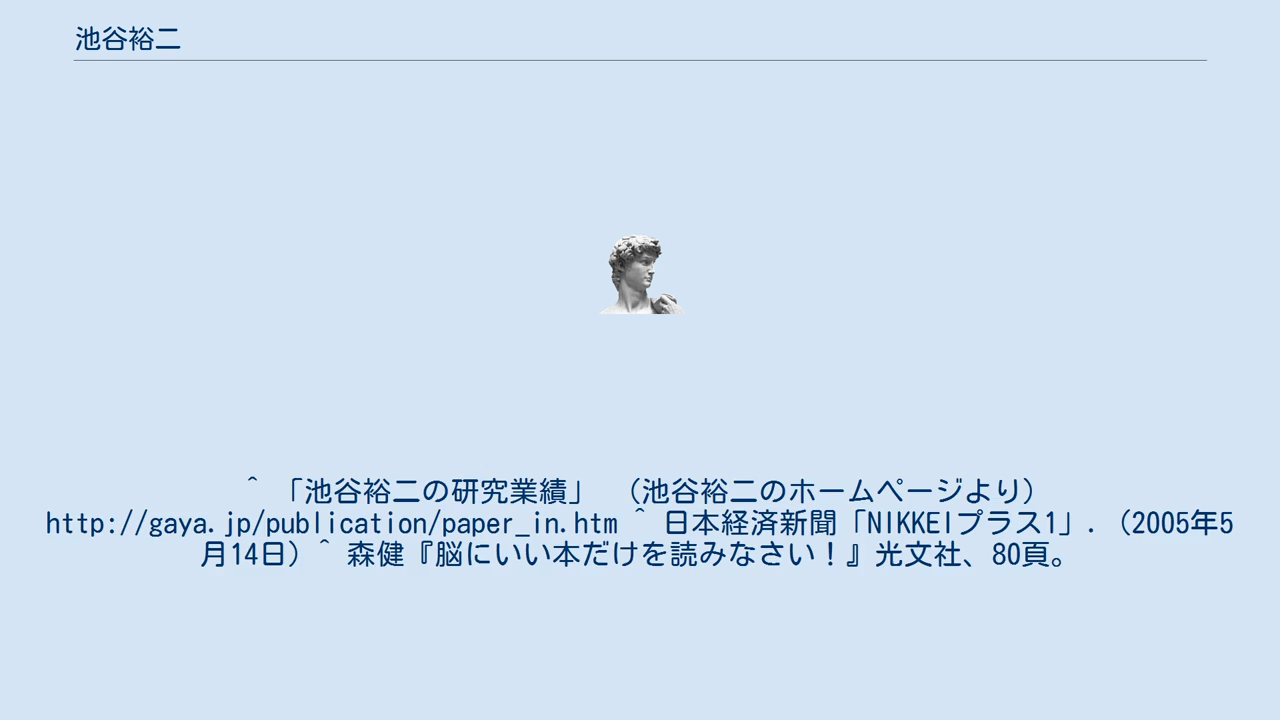 池谷裕二
^ 「池谷裕二の研究業績」 （池谷裕二のホームページより）
http://gaya.jp/publication/paper_in.htm ^ 日本経済新聞「NIKKEIプラス1」.（2005年5
月14日）^ 森健『脳にいい本だけを読みなさい！』光文社、80頁。